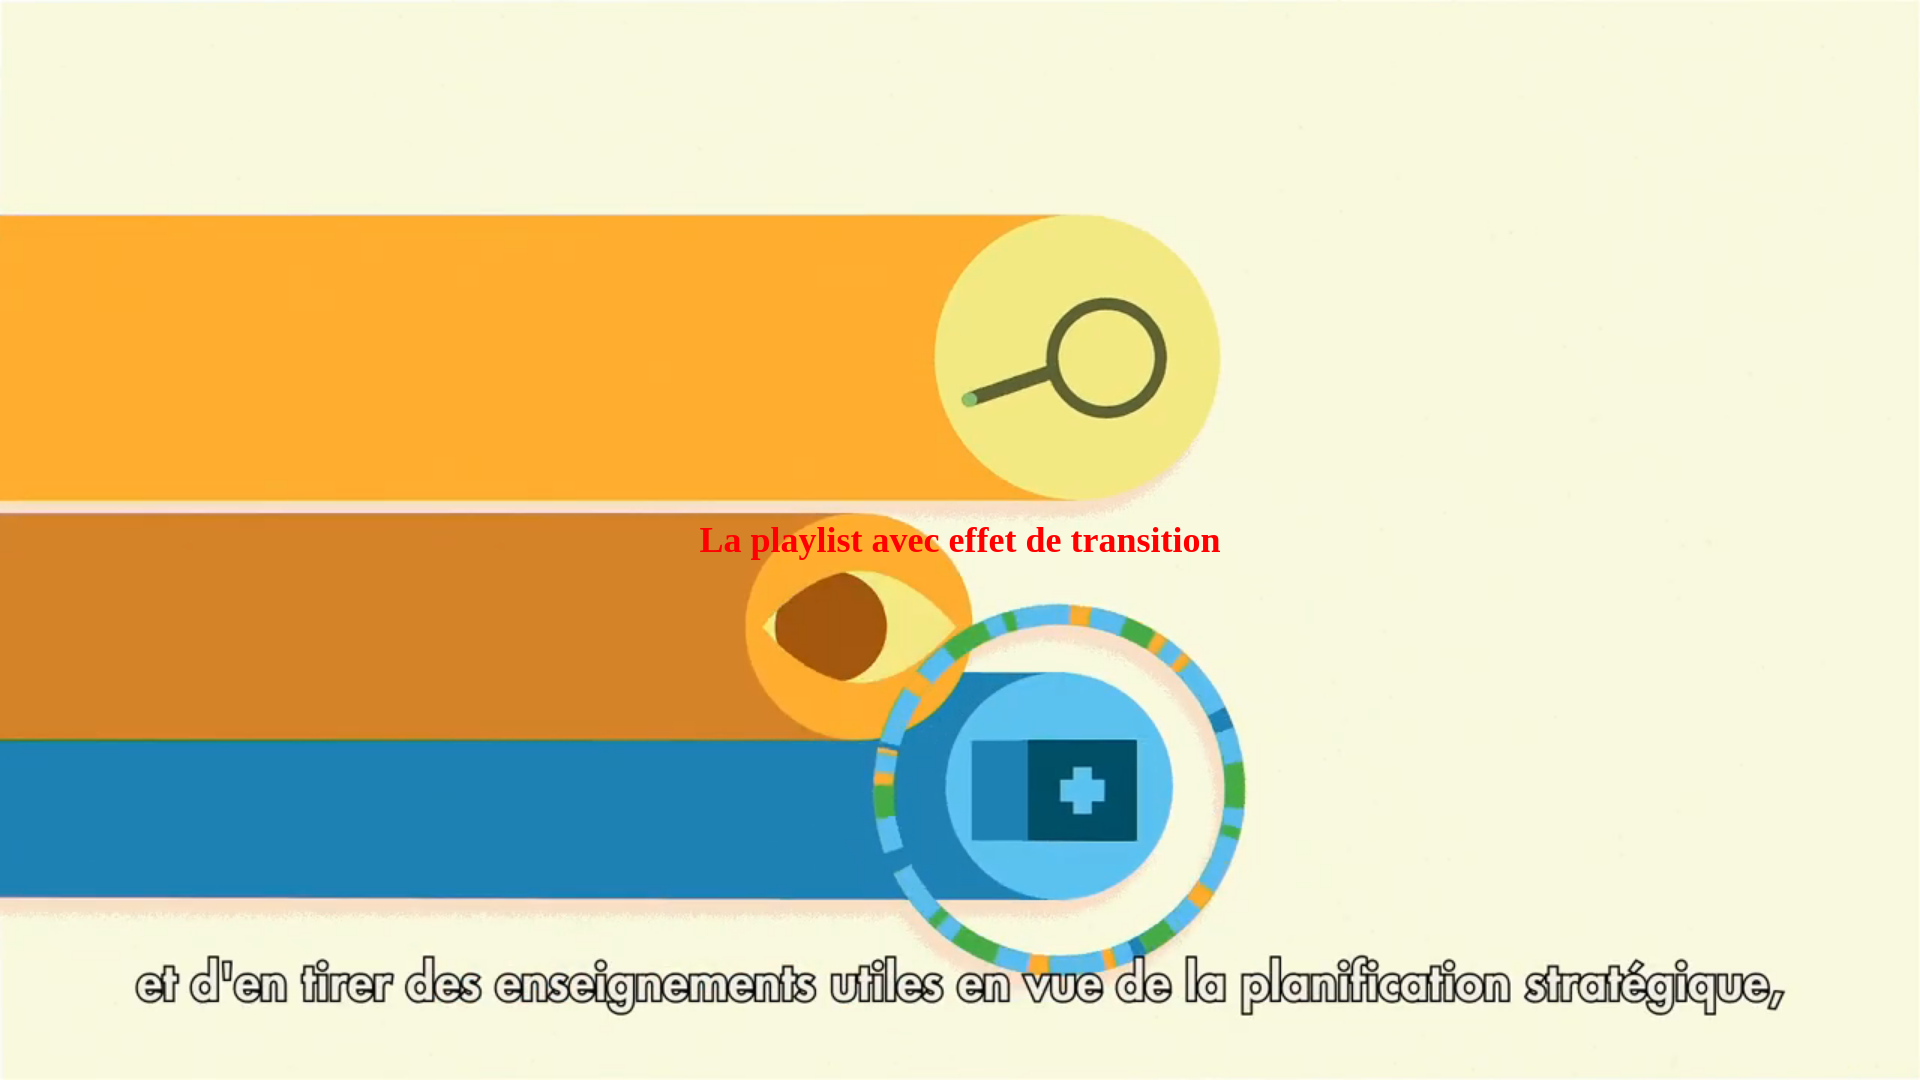 La playlist avec effet de transition
et d'en tirer des enseignements utiles en vue de la planification stratégique,